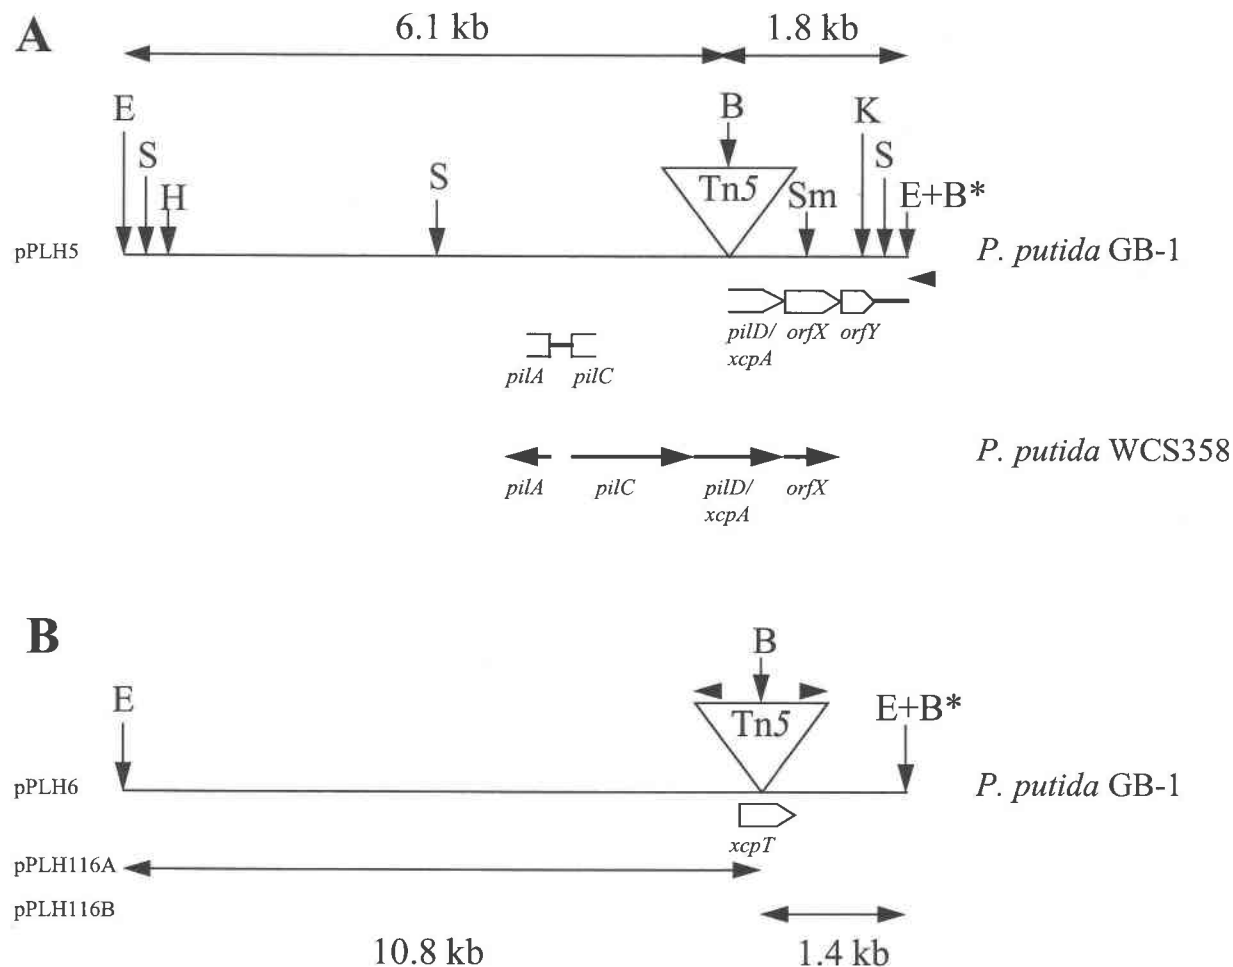 A
6.1 kb 1.8 kb
E S H S B K S
Tn5 Sm E+B*
pPLH5 P. putida GB-1
pilD/ orfX orfY
xcpA
pilA pilC
P. putida WCS358
pilA pilC pilD/ orfX
xcpA
B
B
E Tn5 E+B*
pPLH6 P. putida GB-1
xcpT
pPLH116A
pPLH116B
10.8 kb 1.4 kb